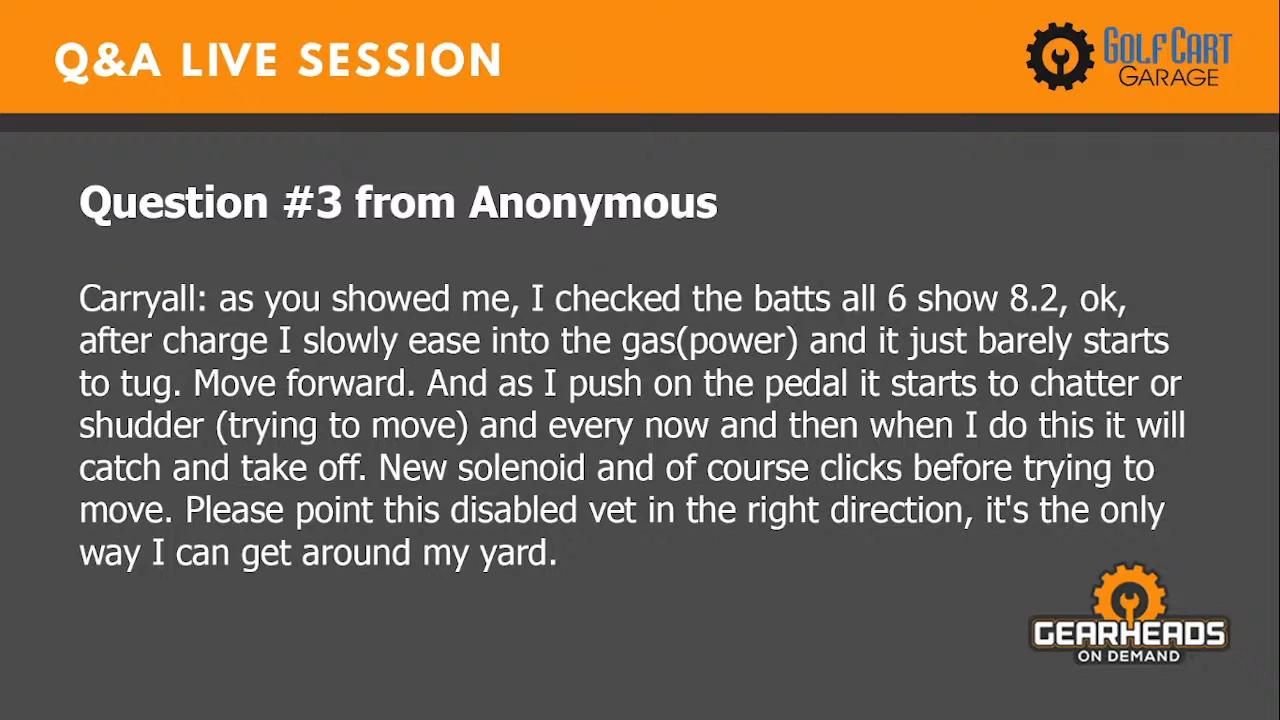 Q&A LIVE SESSION
GOLF CART
GARAGE
Question #3 from Anonymous
Carryall: as you showed me, I checked the batts all 6 show 8.2, ok,
after charge I slowly ease into the gas(power) and it just barely starts
to tug. Move forward. And as I push on the pedal it starts to chatter or
shudder (trying to move) and every now and then when I do this it will
catch and take off. New solenoid and of course clicks before trying to
move. Please point this disabled vet in the right direction, it's the only
way I can get around my yard.
GEARHEADS
ON DEMAND